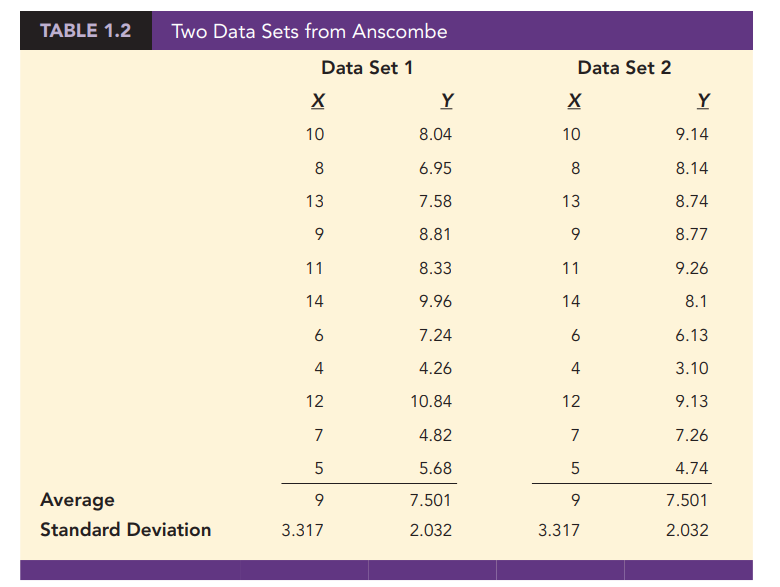 TABLE 1.2 Two Data Sets from Anscombe
Data Set 1 Data Set 2
X Y X Y
10 8.04 10 9.14
8 6.95 8 8.14
13 7.58 13 8.74
9 8.81 9 8.77
11 8.33 11 9.26
14 9.96 14 8.1
6 7.24 6 6.13
4 4.26 4 3.10
12 10.84 12 9.13
7 4.82 7 7.26
5 5.68 5 4.74
Average 9 7.501 9 7.501
Standard Deviation 3.317 2.032 3.317 2.032